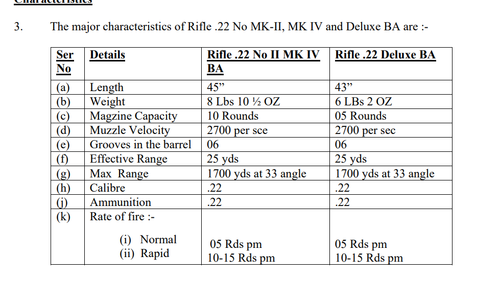 Characteristics
3. The major characteristics of Rifle .22 No MK-II, MK IV and Deluxe BA are :-
Ser No Details Rifle .22 No II MK IV BA Rifle .22 Deluxe BA
(a) Length 45” 43”
(b) Weight 8 Lbs 10 ½ OZ 6 LBs 2 OZ
(c) Magzine Capacity 10 Rounds 05 Rounds
(d) Muzzle Velocity 2700 per sce 2700 per sec
(e) Grooves in the barrel 06 06
(f) Effective Range 25 yds 25 yds
(g) Max Range 1700 yds at 33 angle 1700 yds at 33 angle
(h) Calibre .22 .22
(j) Ammunition .22 .22
(k) Rate of fire :-
(i) Normal 05 Rds pm 05 Rds pm
(ii) Rapid 10-15 Rds pm 10-15 Rds pm